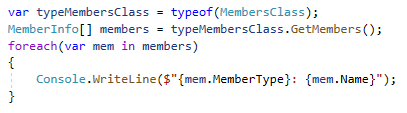 var typeMembersClass = typeof(MembersClass);
MemberInfo[] members = typeMembersClass.GetMembers();
foreach(var mem in members)
{
    Console.WriteLine($"{mem.MemberType}: {mem.Name}");
}